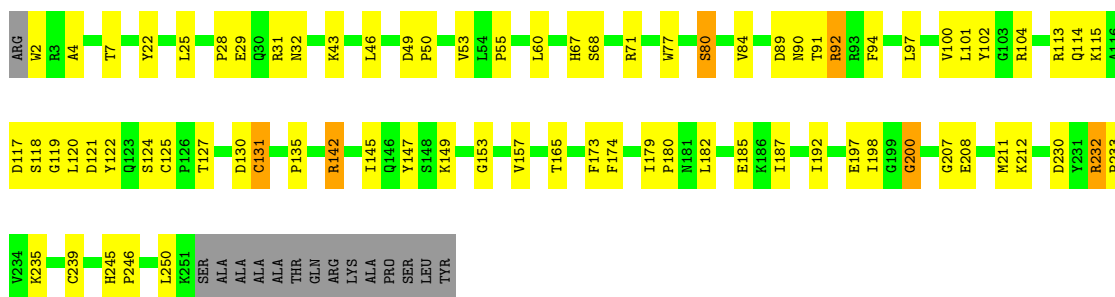 ARG W2 R3 A4 T7 Y22 L25 P28 E29 Q30 R31 N32 K43 L46 D49 P50 V53 L54 P55 L60 H67 S68 R71 W77 S80 V84 D89 N90 T91 R92 R93 F94 L97 V100 L101 Y102 G103 R104 R113 Q114 K115 A116
D117 S118 G119 L120 D121 Y122 Q123 S124 C125 P126 T127 D130 C131 P135 R142 I145 Q146 Y147 S148 K149 G153 V157 T165 F173 F174 I179 P180 N181 L182 E185 K186 I187 I192 E197 I198 G199 G200 G207 E208 M211 K212 D230 Y231 R232 R233
V234 K235 C239 H245 P246 L250 K251 SER ALA ALA ALA ALA THR GLN ARG LYS ALA PRO SER LEU TYR